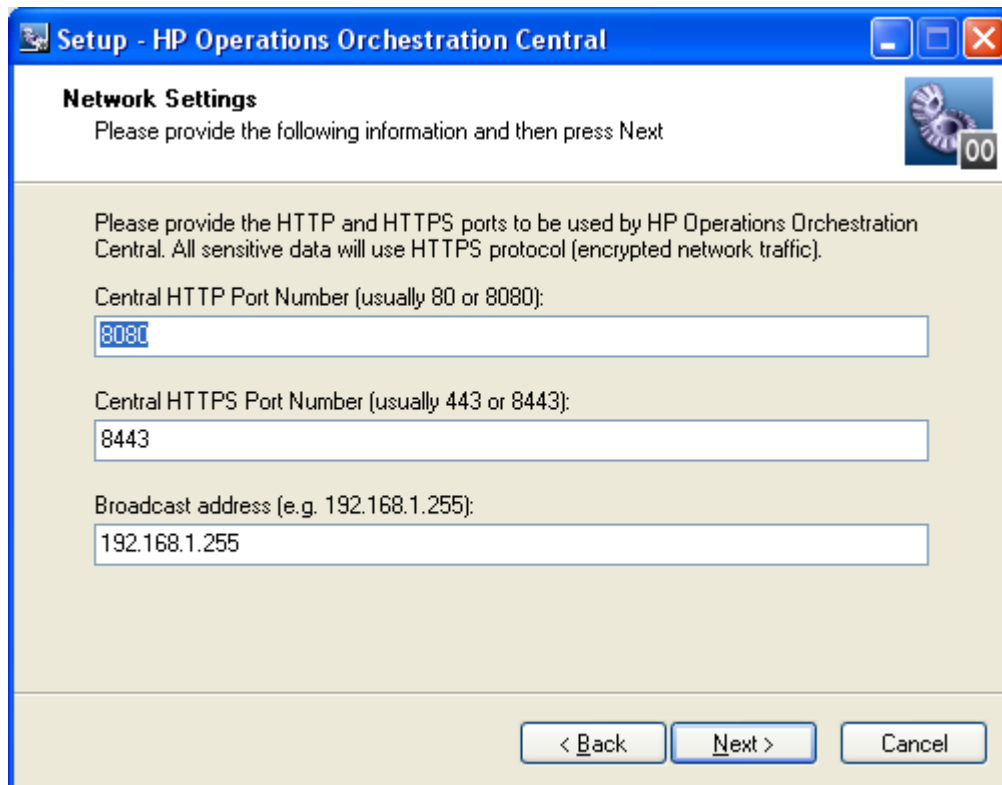 Setup - HP Operations Orchestration Central
Network Settings
Please provide the following information and then press Next
OO
Please provide the HTTP and HTTPS ports to be used by HP Operations Orchestration
Central. All sensitive data will use HTTPS protocol (encrypted network traffic).
Central HTTP Port Number (usually 80 or 8080):
8080
Central HTTPS Port Number (usually 443 or 8443):
8443
Broadcast address (e.g. 192.168.1.255):
192.168.1.255
< Back
Next >
Cancel